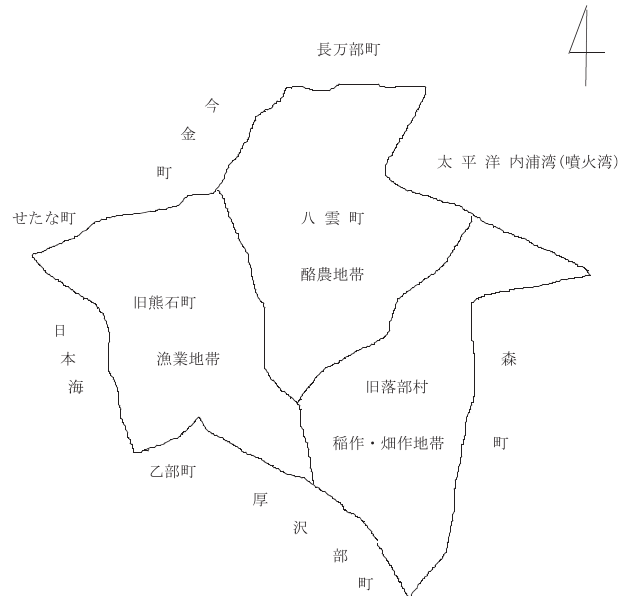 長万部町
今金町
太 平 洋 内浦湾(噴火湾)
せたな町
八 雲 町
酪農地帯
旧熊石町
漁業地帯
日本海
森町
旧落部村
稲作・畑作地帯
乙部町
厚沢部町